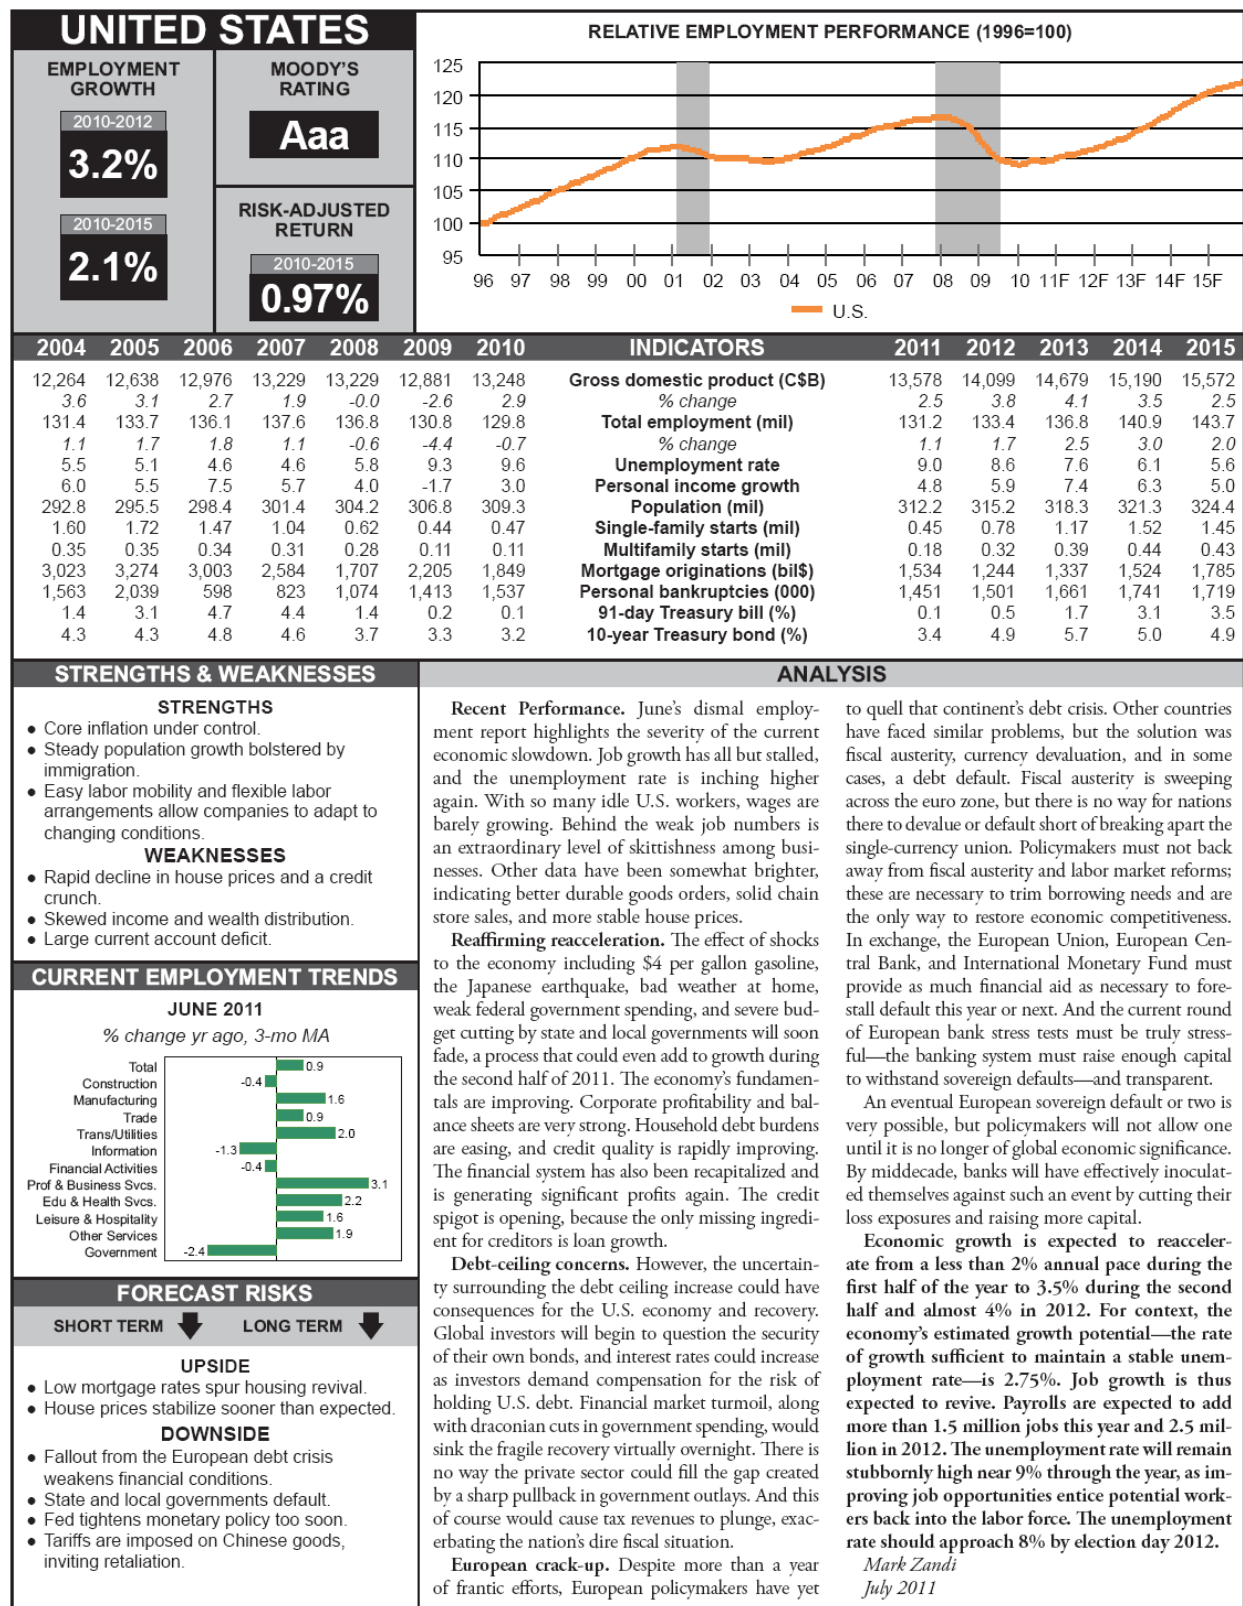 UNITED STATES
EMPLOYMENT
GROWTH
2010-2012
3.2%
2010-2015
2.1%
MOODY'S
RATING
Aaa
RISK-ADJUSTED
RETURN
2010-2015
0.97%
RELATIVE EMPLOYMENT PERFORMANCE (1996=100)
125
120
115
110
105
100
95
96 97 98 99 00 01 02 03 04 05 06 07 08 09 10 11F 12F 13F 14F 15F
U.S.
2004 2005 2006 2007 2008 2009 2010 INDICATORS 2011 2012 2013 2014 2015
12,264 12,638 12,976 13,229 13,229 12,881 13,248 Gross domestic product (C$B) 13,578 14,099 14,679 15,190 15,572
3.6 3.1 2.7 1.9 -0.0 -2.6 2.9 % change 2.5 3.8 4.1 3.5 2.5
131.4 133.7 136.1 137.6 136.8 130.8 129.8 Total employment (mil) 131.2 133.4 136.8 140.9 143.7
1.1 1.7 1.8 1.1 -0.6 -4.4 -0.7 % change 1.1 1.7 2.5 3.0 2.0
5.5 5.1 4.6 4.6 5.8 9.3 9.6 Unemployment rate 9.0 8.6 7.6 6.1 5.6
6.0 5.5 7.5 5.7 4.0 -1.7 3.0 Personal income growth 4.8 5.9 7.4 6.3 5.0
292.8 295.5 298.4 301.4 304.2 306.8 309.3 Population (mil) 312.2 315.2 318.3 321.3 324.4
1.60 1.72 1.47 1.04 0.62 0.44 0.47 Single-family starts (mil) 0.45 0.78 1.17 1.52 1.45
0.35 0.35 0.34 0.31 0.28 0.11 0.11 Multifamily starts (mil) 0.18 0.32 0.39 0.44 0.43
3,023 3,274 3,003 2,584 1,707 2,205 1,849 Mortgage originations (bil$) 1,534 1,244 1,337 1,524 1,785
1,563 2,039 598 823 1,074 1,413 1,537 Personal bankruptcies (000) 1,451 1,501 1,661 1,741 1,719
1.4 3.1 4.7 4.4 1.4 0.2 0.1 91-day Treasury bill (%) 0.1 0.5 1.7 3.1 3.5
4.3 4.3 4.8 4.6 3.7 3.3 3.2 10-year Treasury bond (%) 3.4 4.9 5.7 5.0 4.9
STRENGTHS & WEAKNESSES
STRENGTHS
• Core inflation under control.
• Steady population growth bolstered by
immigration.
• Easy labor mobility and flexible labor
arrangements allow companies to adapt to
changing conditions.
WEAKNESSES
• Rapid decline in house prices and a credit
crunch.
• Skewed income and wealth distribution.
• Large current account deficit.
CURRENT EMPLOYMENT TRENDS
JUNE 2011
% change yr ago, 3-mo MA
Total 0.9
Construction -0.4
Manufacturing 1.6
Trade 0.9
Trans/Utilities 2.0
Information -1.3
Financial Activities -0.4
Prof & Business Svcs. 3.1
Edu & Health Svcs. 2.2
Leisure & Hospitality 1.6
Other Services 1.9
Government -2.4
FORECAST RISKS
SHORT TERM LONG TERM
UPSIDE
• Low mortgage rates spur housing revival.
• House prices stabilize sooner than expected.
DOWNSIDE
• Fallout from the European debt crisis
weakens financial conditions.
• State and local governments default.
• Fed tightens monetary policy too soon.
• Tariffs are imposed on Chinese goods,
inviting retaliation.
ANALYSIS
Recent Performance. June's dismal employ-
ment report highlights the severity of the current
economic slowdown. Job growth has all but stalled,
and the unemployment rate is inching higher
again. With so many idle U.S. workers, wages are
barely growing. Behind the weak job numbers is
an extraordinary level of skittishness among busi-
nesses. Other data have been somewhat brighter,
indicating better durable goods orders, solid chain
store sales, and more stable house prices.
Reaffirming reacceleration. The effect of shocks
to the economy including $4 per gallon gasoline,
the Japanese earthquake, bad weather at home,
weak federal government spending, and severe bud-
get cutting by state and local governments will soon
fade, a process that could even add to growth during
the second half of 2011. The economy's fundamen-
tals are improving. Corporate profitability and bal-
ance sheets are very strong. Household debt burdens
are easing, and credit quality is rapidly improving.
The financial system has also been recapitalized and
is generating significant profits again. The credit
spigot is opening, because the only missing ingredi-
ent for creditors is loan growth.
Debt-ceiling concerns. However, the uncertain-
ty surrounding the debt ceiling increase could have
consequences for the U.S. economy and recovery.
Global investors will begin to question the security
of their own bonds, and interest rates could increase
as investors demand compensation for the risk of
holding U.S. debt. Financial market turmoil, along
with draconian cuts in government spending, would
sink the fragile recovery virtually overnight. There is
no way the private sector could fill the gap created
by a sharp pullback in government outlays. And this
of course would cause tax revenues to plunge, exac-
erbating the nation's dire fiscal situation.
European crack-up. Despite more than a year
of frantic efforts, European policymakers have yet
to quell that continent's debt crisis. Other countries
have faced similar problems, but the solution was
fiscal austerity, currency devaluation, and in some
cases, a debt default. Fiscal austerity is sweeping
across the euro zone, but there is no way for nations
there to devalue or default short of breaking apart the
single-currency union. Policymakers must not back
away from fiscal austerity and labor market reforms;
these are necessary to trim borrowing needs and are
the only way to restore economic competitiveness.
In exchange, the European Union, European Cen-
tral Bank, and International Monetary Fund must
provide as much financial aid as necessary to fore-
stall default this year or next. And the current round
of European bank stress tests must be truly stress-
ful—the banking system must raise enough capital
to withstand sovereign defaults—and transparent.
An eventual European sovereign default or two is
very possible, but policymakers will not allow one
until it is no longer of global economic significance.
By middecade, banks will have effectively inoculat-
ed themselves against such an event by cutting their
loss exposures and raising more capital.
Economic growth is expected to reacceler-
ate from a less than 2% annual pace during the
first half of the year to 3.5% during the second
half and almost 4% in 2012. For context, the
economy's estimated growth potential—the rate
of growth sufficient to maintain a stable unem-
ployment rate—is 2.75%. Job growth is thus
expected to revive. Payrolls are expected to add
more than 1.5 million jobs this year and 2.5 mil-
lion in 2012. The unemployment rate will remain
stubbornly high near 9% through the year, as im-
proving job opportunities entice potential work-
ers back into the labor force. The unemployment
rate should approach 8% by election day 2012.
Mark Zandi
July 2011